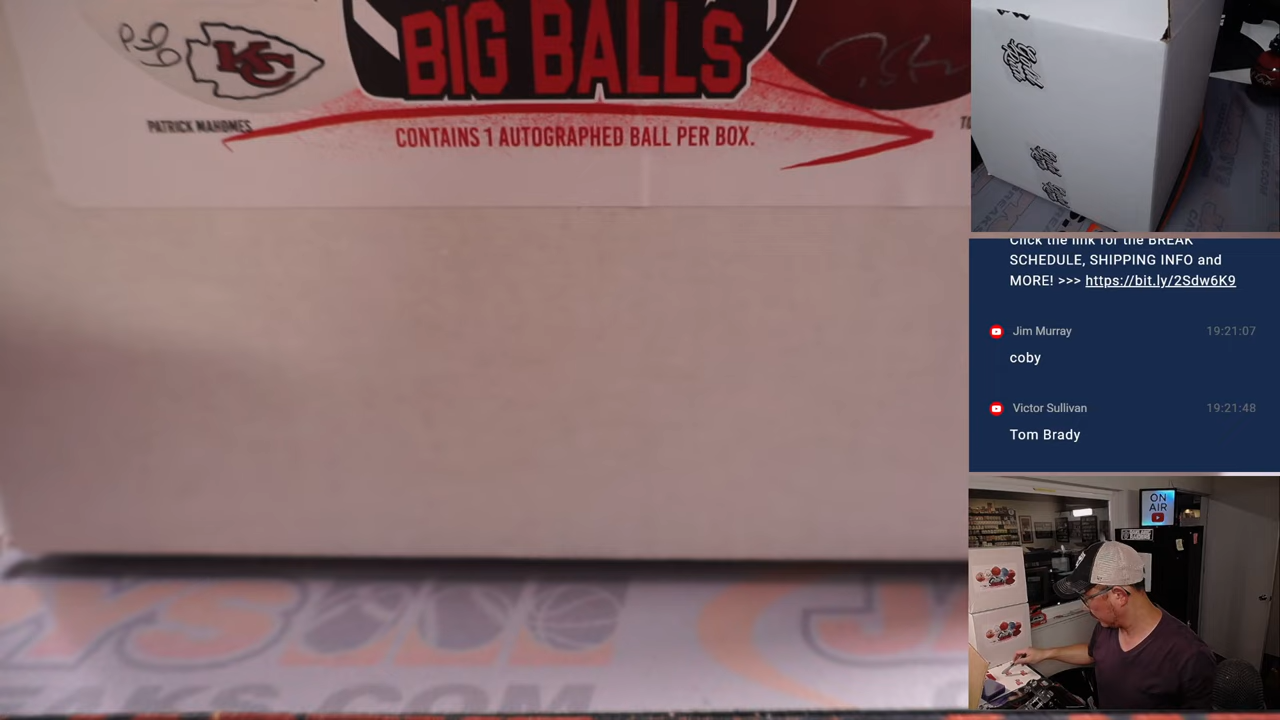 BIG BALLS
KC
PATRICK MAHOMES
CONTAINS 1 AUTOGRAPHED BALL PER BOX.
Click the link for the BREAK
SCHEDULE, SHIPPING INFO and
MORE! >>> https://bit.ly/2Sdw6K9
Jim Murray 19:21:07
coby
Victor Sullivan 19:21:48
Tom Brady
ON
AIR